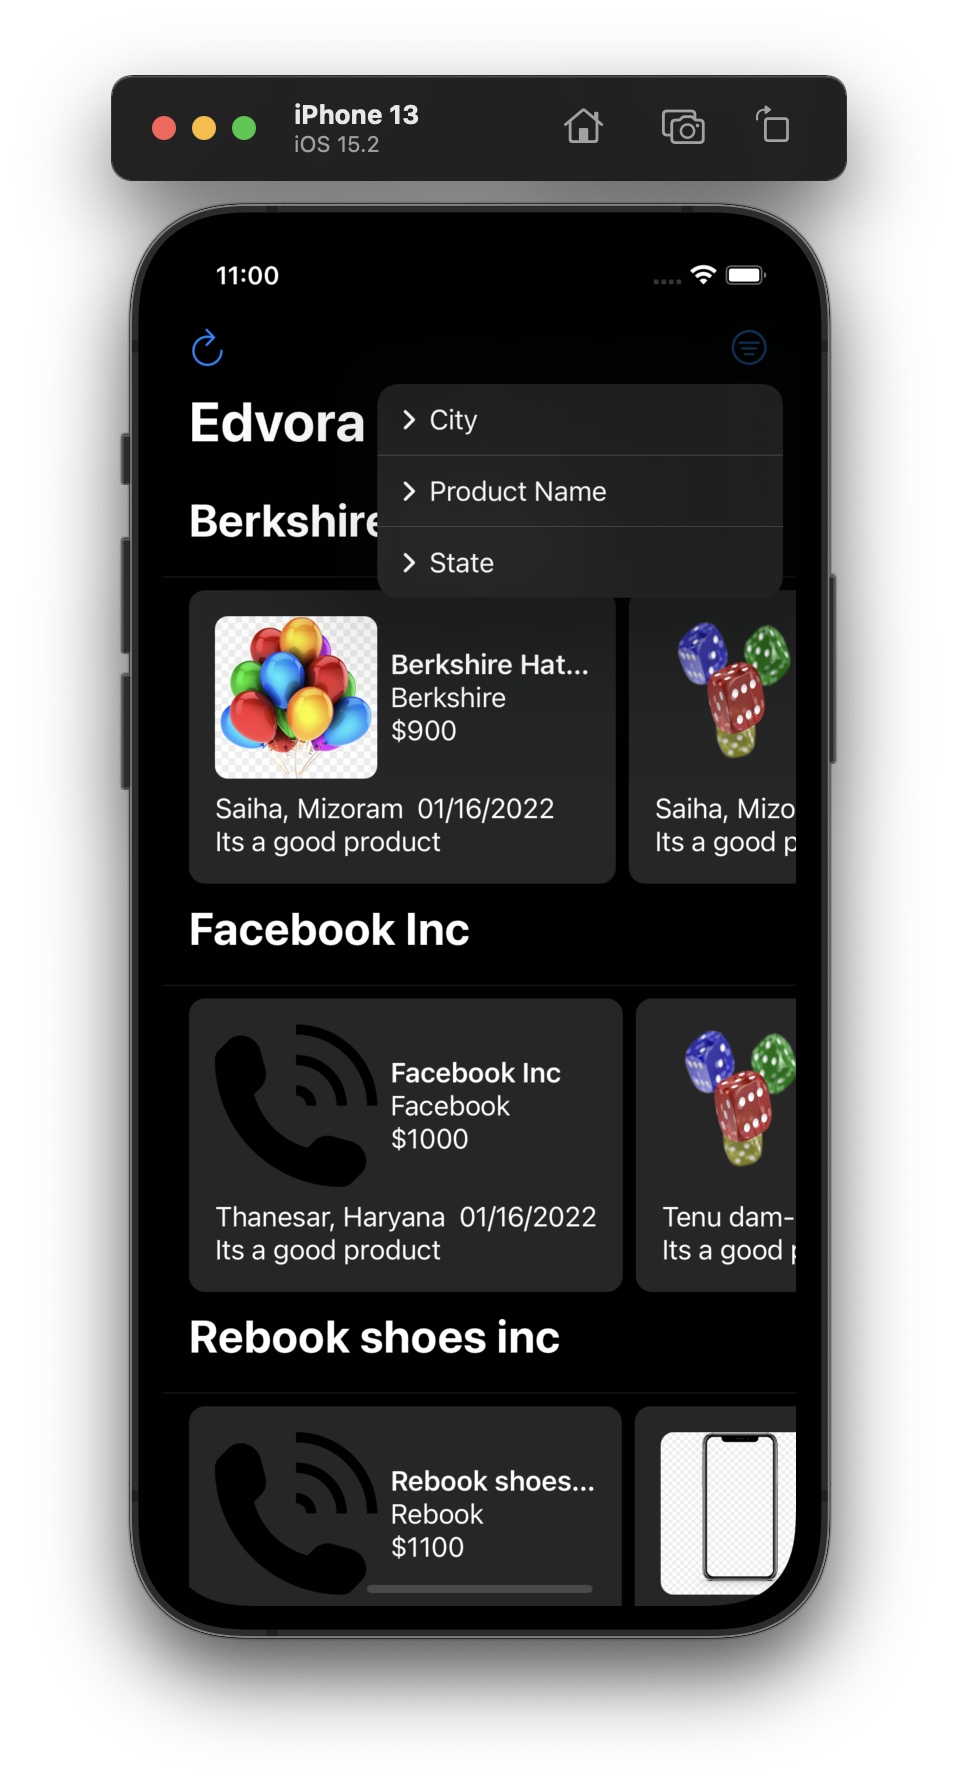 iPhone 13
iOS 15.2
11:00
Edvora
City
Product Name
State
Berkshire
Berkshire Hat...
Berkshire
$900
Saiha, Mizoram 01/16/2022
Its a good product
Saiha, Mizo
Its a good p
Facebook Inc
Facebook Inc
Facebook
$1000
Thanesar, Haryana 01/16/2022
Its a good product
Tenu dam-
Its a good p
Rebook shoes inc
Rebook shoes...
Rebook
$1100